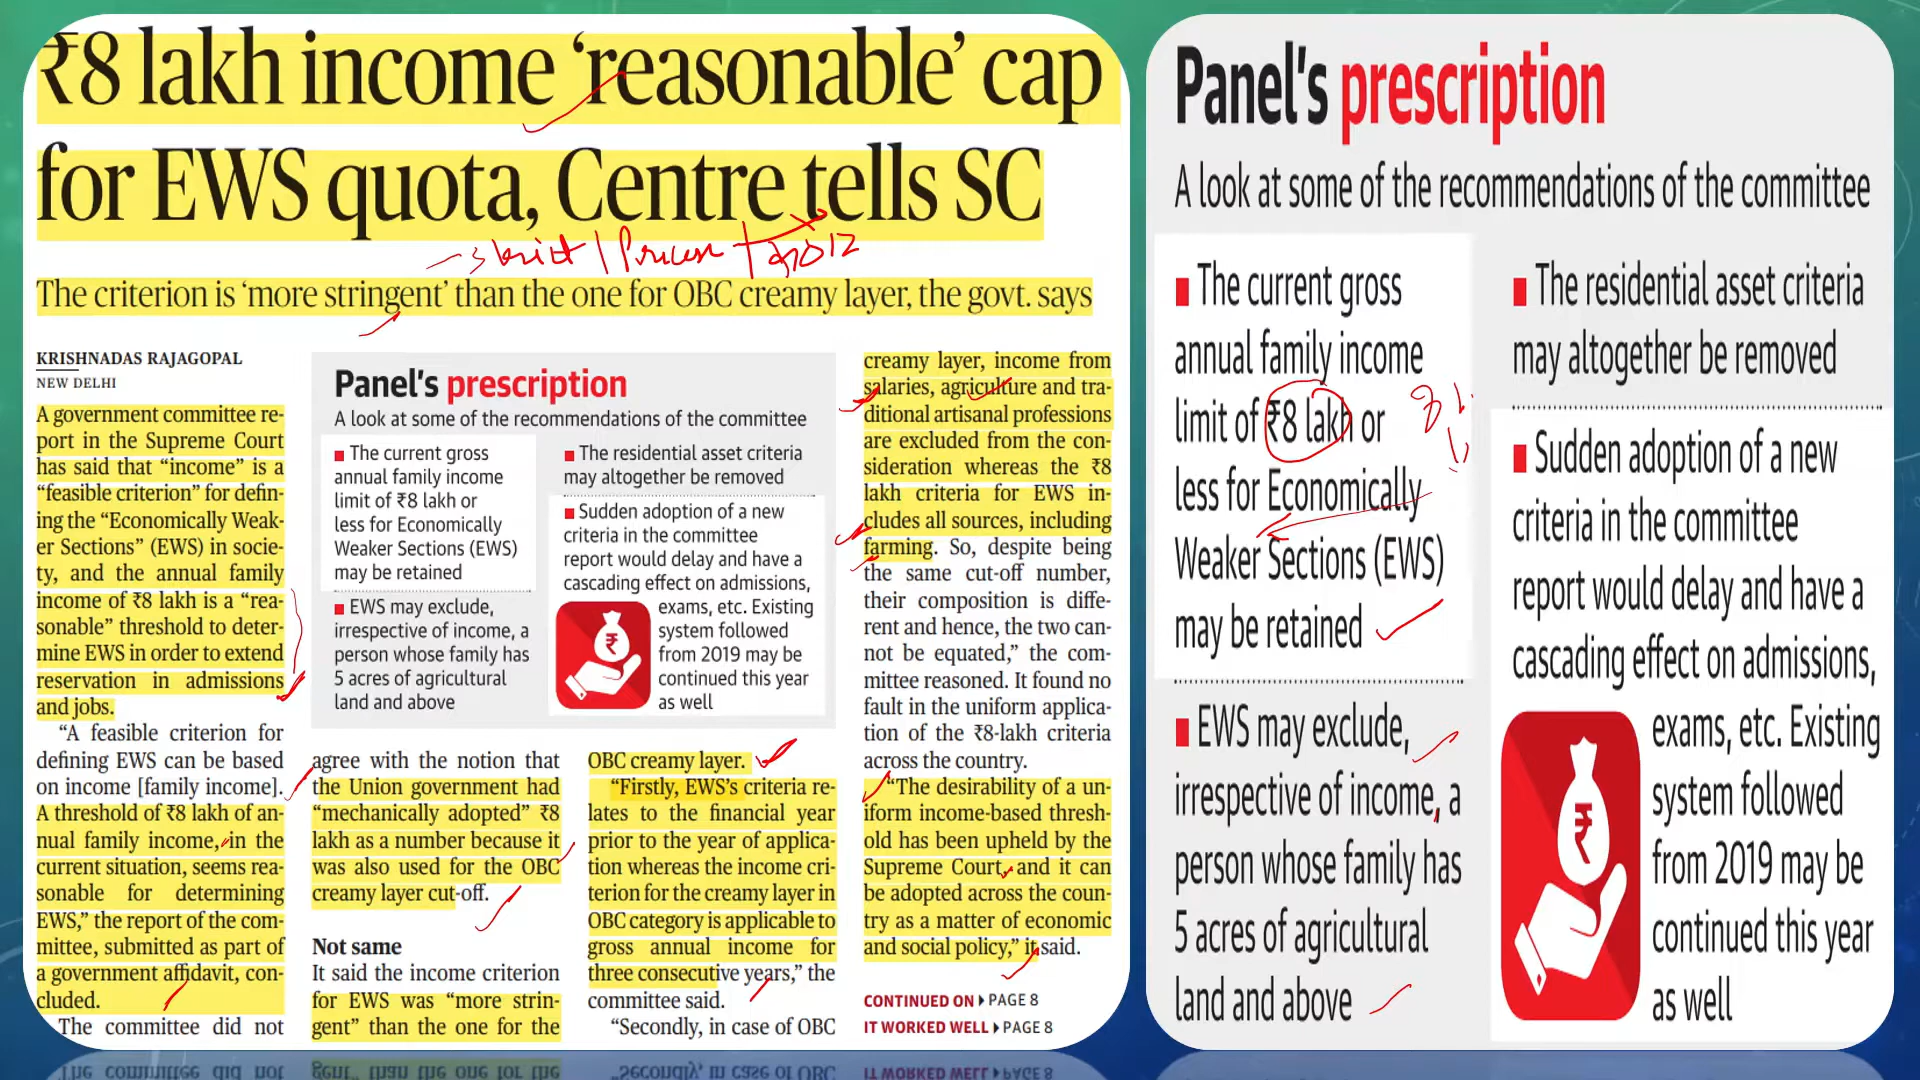 ₹8 lakh income ‘reasonable’ cap
for EWS quota, Centre tells SC
The criterion is ‘more stringent’ than the one for OBC creamy layer, the govt. says
KRISHNADAS RAJAGOPAL
NEW DELHI
A government committee re-
port in the Supreme Court
has said that “income” is a
“feasible criterion” for defin-
ing the “Economically Weak-
er Sections” (EWS) in socie-
ty, and the annual family
income of ₹8 lakh is a “rea-
sonable” threshold to deter-
mine EWS in order to extend
reservation in admissions
and jobs.
“A feasible criterion for
defining EWS can be based
on income [family income].
A threshold of ₹8 lakh of an-
nual family income, in the
current situation, seems rea-
sonable for determining
EWS,” the report of the com-
mittee, submitted as part of
a government affidavit, con-
cluded.
The committee did not
Panel’s prescription
A look at some of the recommendations of the committee
The current gross
annual family income
limit of ₹8 lakh or
less for Economically
Weaker Sections (EWS)
may be retained
EWS may exclude,
irrespective of income, a
person whose family has
5 acres of agricultural
land and above
The residential asset criteria
may altogether be removed
Sudden adoption of a new
criteria in the committee
report would delay and have a
cascading effect on admissions,
exams, etc. Existing
system followed
from 2019 may be
continued this year
as well
agree with the notion that
the Union government had
“mechanically adopted” ₹8
lakh as a number because it
was also used for the OBC
creamy layer cut-off.
Not same
It said the income criterion
for EWS was “more strin-
gent” than the one for the
OBC creamy layer.
“Firstly, EWS’s criteria re-
lates to the financial year
prior to the year of applica-
tion whereas the income cri-
terion for the creamy layer in
OBC category is applicable to
gross annual income for
three consecutive years,” the
committee said.
“Secondly, in case of OBC
creamy layer, income from
salaries, agriculture and tra-
ditional artisanal professions
are excluded from the con-
sideration whereas the ₹8
lakh criteria for EWS in-
cludes all sources, including
farming. So, despite being
the same cut-off number,
their composition is diffe-
rent and hence, the two can-
not be equated,” the com-
mittee reasoned. It found no
fault in the uniform applica-
tion of the ₹8-lakh criteria
across the country.
“The desirability of a un-
iform income-based thresh-
old has been upheld by the
Supreme Court, and it can
be adopted across the coun-
try as a matter of economic
and social policy,” it said.
CONTINUED ON PAGE 8
IT WORKED WELL PAGE 8
Panel’s prescription
A look at some of the recommendations of the committee
The current gross
annual family income
limit of ₹8 lakh or
less for Economically
Weaker Sections (EWS)
may be retained
EWS may exclude,
irrespective of income, a
person whose family has
5 acres of agricultural
land and above
The residential asset criteria
may altogether be removed
Sudden adoption of a new
criteria in the committee
report would delay and have a
cascading effect on admissions,
exams, etc. Existing
system followed
from 2019 may be
continued this year
as well